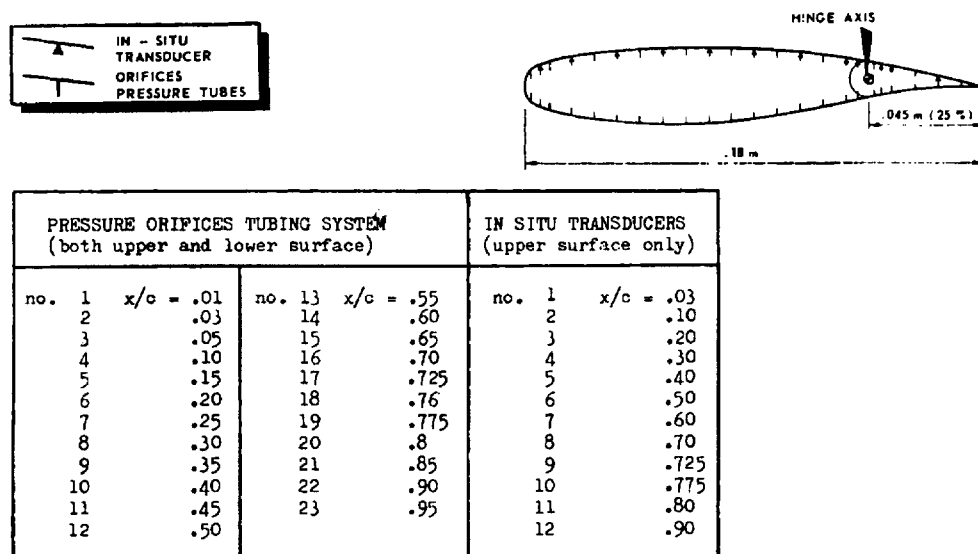 IN - SITU
TRANSDUCER
ORIFICES
PRESSURE TUBES
HINGE AXIS
.045 m (25 %)
.18 m
PRESSURE ORIFICES TUBING SYSTEM
(both upper and lower surface)
IN SITU TRANSDUCERS
(upper surface only)
no. 1 x/c = .01 no. 13 x/c = .55 no. 1 x/c = .03
2 .03 14 .60 2 .10
3 .05 15 .65 3 .20
4 .10 16 .70 4 .30
5 .15 17 .725 5 .40
6 .20 18 .76 6 .50
7 .25 19 .775 7 .60
8 .30 20 .8 8 .70
9 .35 21 .85 9 .725
10 .40 22 .90 10 .775
11 .45 23 .95 11 .80
12 .50 12 .90